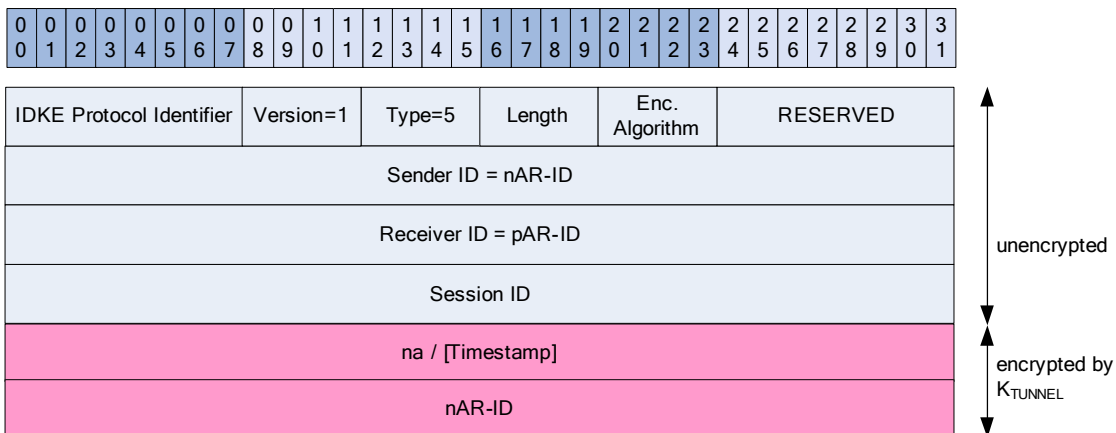 0 0 0 0 0 0 0 0 0 0 1 1 1 1 1 1 1 1 1 1 2 2 2 2 2 2 2 2 2 2 3 3
0 1 2 3 4 5 6 7 8 9 0 1 2 3 4 5 6 7 8 9 0 1 2 3 4 5 6 7 8 9 0 1
IDKE Protocol Identifier Version=1 Type=5 Length Enc. Algorithm RESERVED
Sender ID = nAR-ID
Receiver ID = pAR-ID
unencrypted
Session ID
na / [Timestamp]
encrypted by
KTUNNEL
nAR-ID